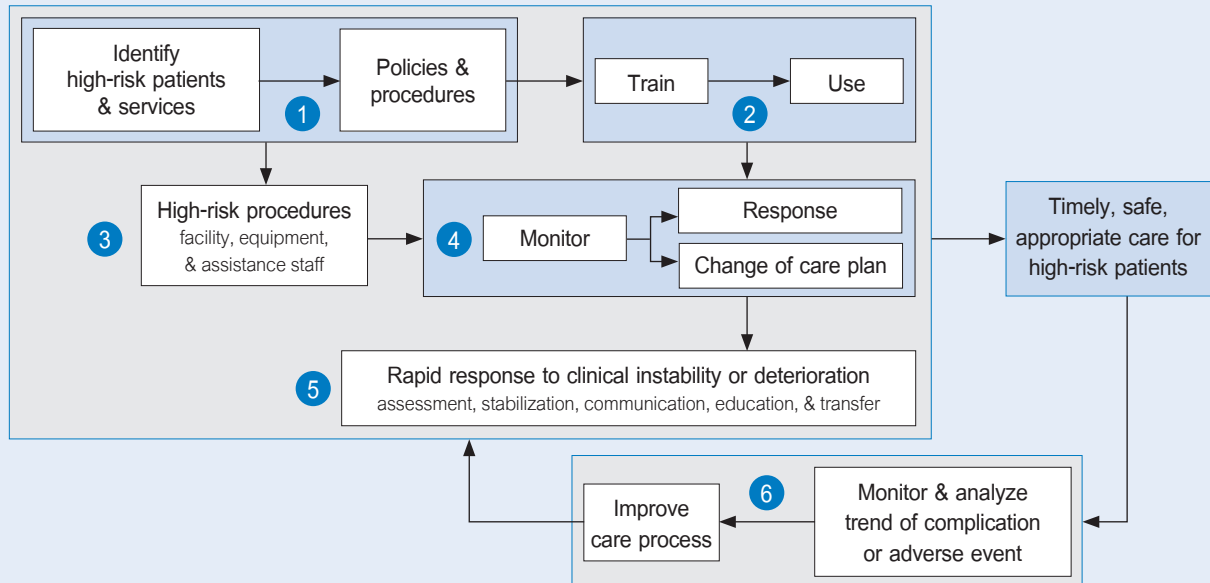 Identify
high-risk patients
& services
1
Policies &
procedures
Train
Use
2
3
High-risk procedures
facility, equipment,
& assistance staff
4
Monitor
Response
Change of care plan
5
Rapid response to clinical instability or deterioration
assessment, stabilization, communication, education, & transfer
Timely, safe,
appropriate care for
high-risk patients
6
Improve
care process
Monitor & analyze
trend of complication
or adverse event